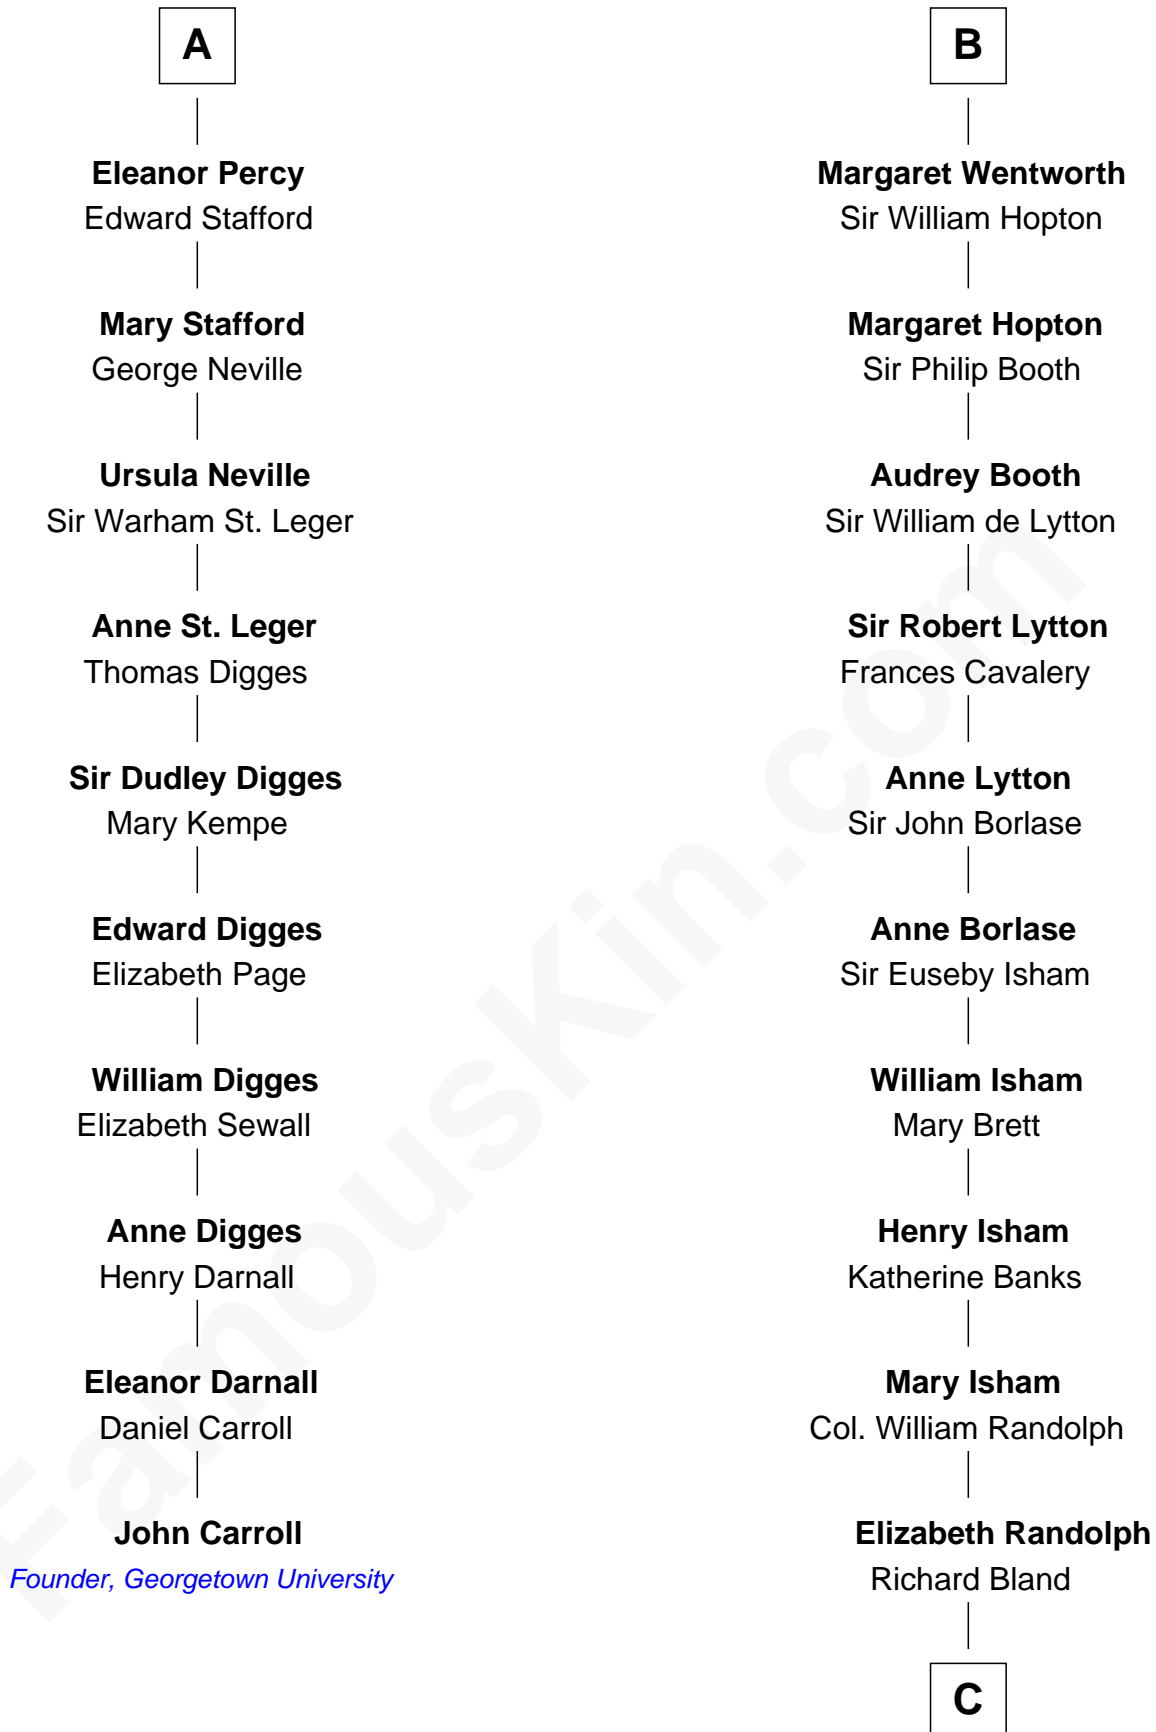 A
Eleanor Percy
Edward Stafford
Mary Stafford
George Neville
Ursula Neville
Sir Warham St. Leger
Anne St. Leger
Thomas Digges
Sir Dudley Digges
Mary Kempe
Edward Digges
Elizabeth Page
William Digges
Elizabeth Sewall
Anne Digges
Henry Darnall
Eleanor Darnall
Daniel Carroll
John Carroll
Founder, Georgetown University
B
Margaret Wentworth
Sir William Hopton
Margaret Hopton
Sir Philip Booth
Audrey Booth
Sir William de Lytton
Sir Robert Lytton
Frances Cavalery
Anne Lytton
Sir John Borlase
Anne Borlase
Sir Euseby Isham
William Isham
Mary Brett
Henry Isham
Katherine Banks
Mary Isham
Col. William Randolph
Elizabeth Randolph
Richard Bland
C
FamousKin.com